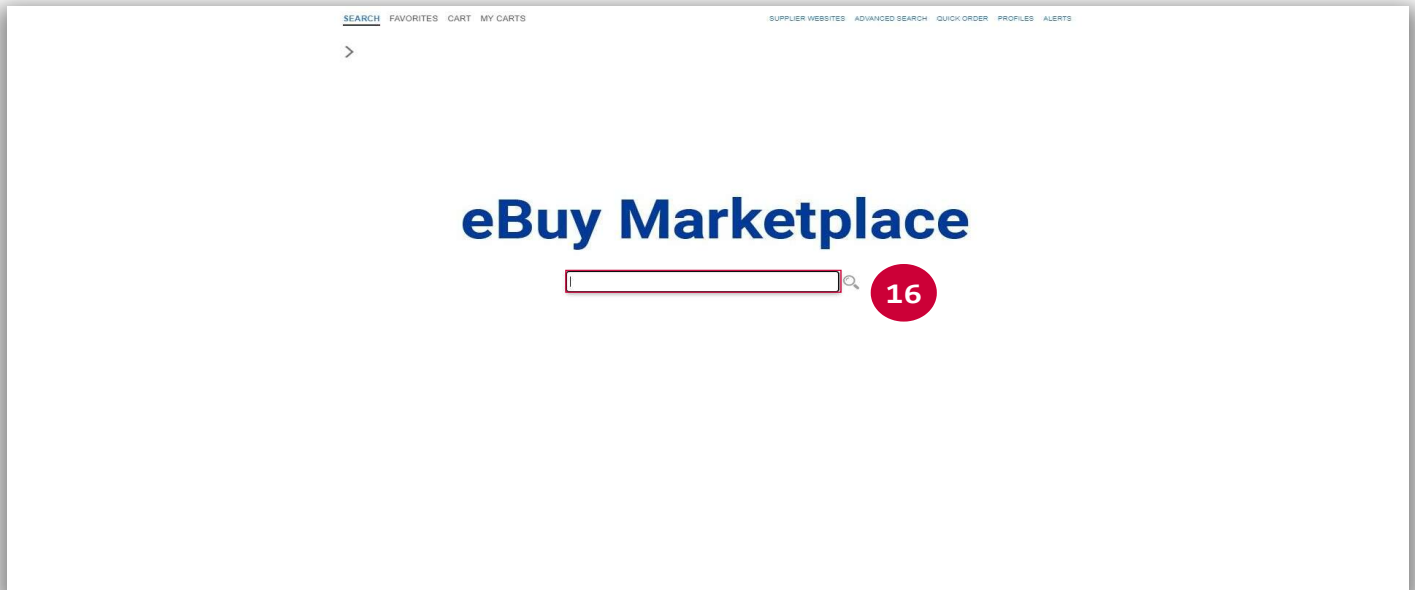 SEARCH FAVORITES CART MY CARTS SUPPLIER WEBSITES ADVANCED SEARCH QUICK ORDER PROFILES ALERTS
eBuy Marketplace
16